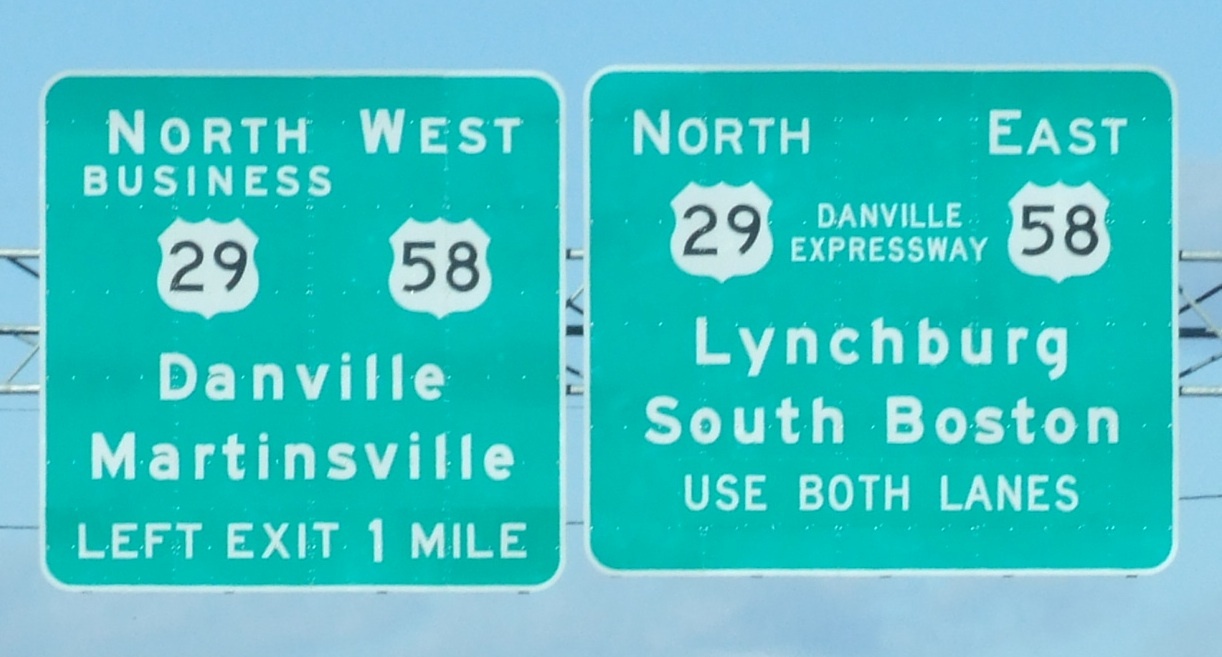 NORTH WEST
BUSINESS
29 58
Danville
Martinsville
LEFT EXIT 1 MILE
NORTH EAST
29 DANVILLE EXPRESSWAY 58
Lynchburg
South Boston
USE BOTH LANES